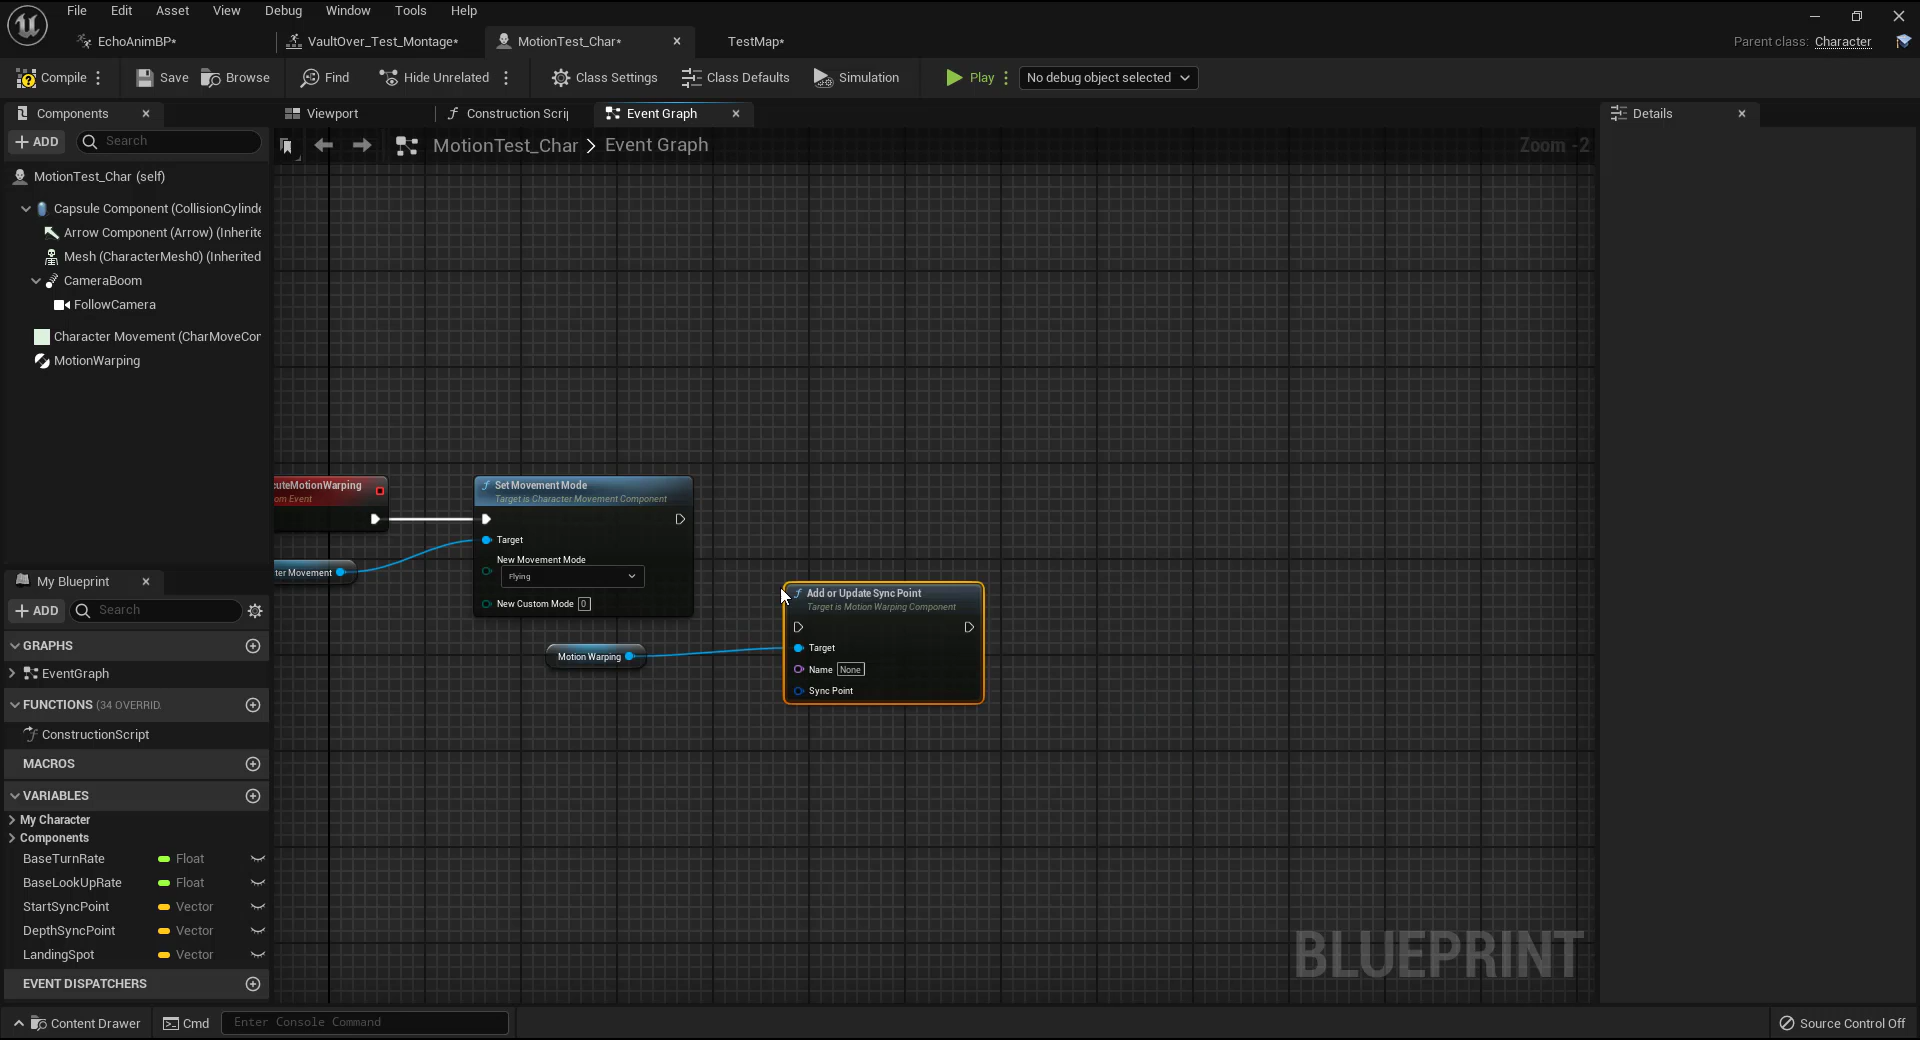 File Edit Asset View Debug Window Tools Help
EchoAnimBP* VaultOver_Test_Montage* MotionTest_Char* TestMap* Parent class: Character
Compile Save Browse Find Hide Unrelated Class Settings Class Defaults Simulation Play No debug object selected
Components Viewport Construction Scrip Event Graph Details
ADD Search MotionTest_Char > Event Graph Zoom -2
MotionTest_Char (self)
Capsule Component (CollisionCylinde
Arrow Component (Arrow) (Inherite
Mesh (CharacterMesh0) (Inherited
CameraBoom
FollowCamera
Character Movement (CharMoveCor
MotionWarping
cuteMotionWarping
om Event
Set Movement Mode
Target is Character Movement Component
Target
ter Movement
New Movement Mode
Flying
New Custom Mode 0
Add or Update Sync Point
Target is Motion Warping Component
Target
Name None
Sync Point
Motion Warping
My Blueprint
ADD Search
GRAPHS
EventGraph
FUNCTIONS (34 OVERRID.
ConstructionScript
MACROS
VARIABLES
My Character
Components
BaseTurnRate Float
BaseLookUpRate Float
StartSyncPoint Vector
DepthSyncPoint Vector
LandingSpot Vector
EVENT DISPATCHERS
BLUEPRINT
Content Drawer Cmd Enter Console Command Source Control Off